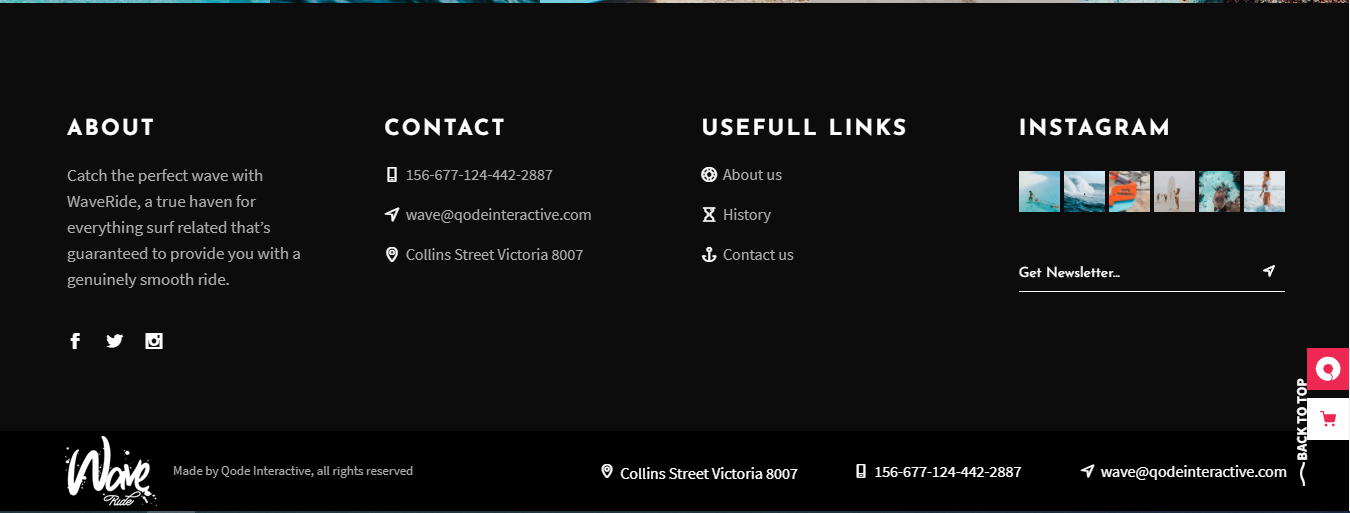 ABOUT
Catch the perfect wave with
WaveRide, a true haven for
everything surf related that's
guaranteed to provide you with a
genuinely smooth ride.
CONTACT
156-677-124-442-2887
wave@qodeinteractive.com
Collins Street Victoria 8007
USEFULL LINKS
About us
History
Contact us
INSTAGRAM
Get Newsletter...
BACK TO TOP
Wave
Ride
Made by Qode Interactive, all rights reserved
Collins Street Victoria 8007
156-677-124-442-2887
wave@qodeinteractive.com